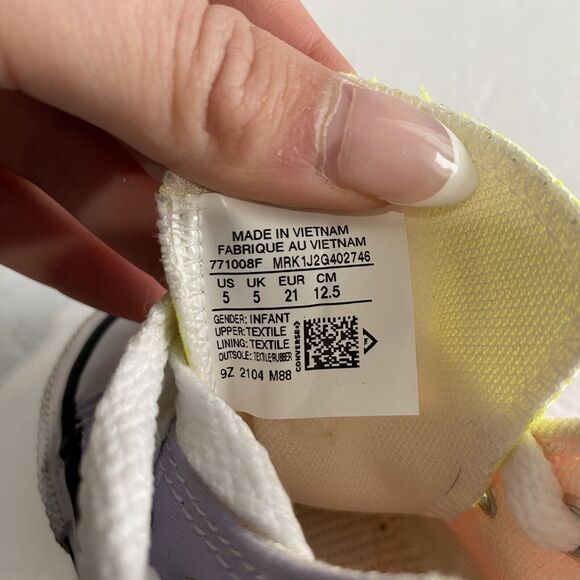 MADE IN VIETNAM
FABRIQUE AU VIETNAM
771008F MRK1J2G402746
US UK EUR CM
5 5 21 12.5
GENDER: INFANT
UPPER:TEXTILE
LINING: TEXTILE
OUTSOLE: TEXTILE/RUBBER
CONVERSE
9Z 2104 M88